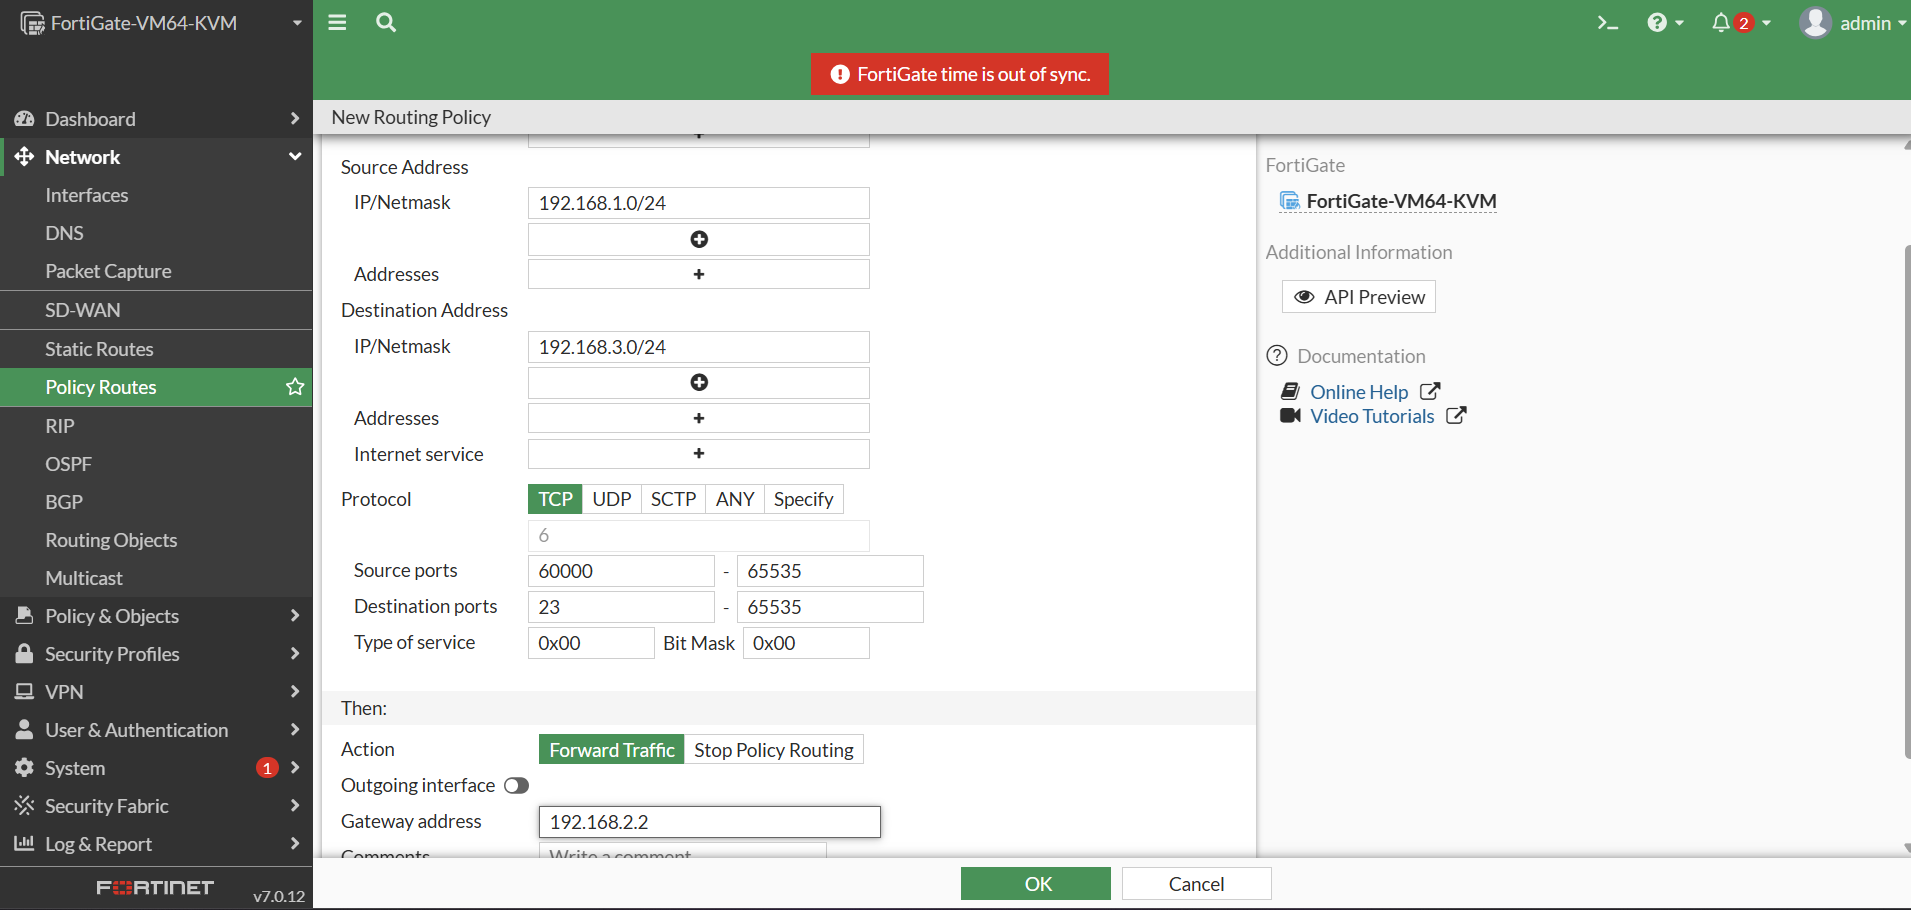 FortiGate-VM64-KVM
admin
2
FortiGate time is out of sync.
New Routing Policy
Dashboard
Network
Interfaces
DNS
Packet Capture
SD-WAN
Static Routes
Policy Routes
RIP
OSPF
BGP
Routing Objects
Multicast
Policy & Objects
Security Profiles
VPN
User & Authentication
System 1
Security Fabric
Log & Report
FORTINET v7.0.12
Source Address
IP/Netmask 192.168.1.0/24
Addresses
Destination Address
IP/Netmask 192.168.3.0/24
Addresses
Internet service
Protocol TCP UDP SCTP ANY Specify
6
Source ports 60000 - 65535
Destination ports 23 - 65535
Type of service 0x00 Bit Mask 0x00
Then:
Action Forward Traffic Stop Policy Routing
Outgoing interface
Gateway address 192.168.2.2
Comments Write a comment
OK Cancel
FortiGate
FortiGate-VM64-KVM
Additional Information
API Preview
Documentation
Online Help
Video Tutorials